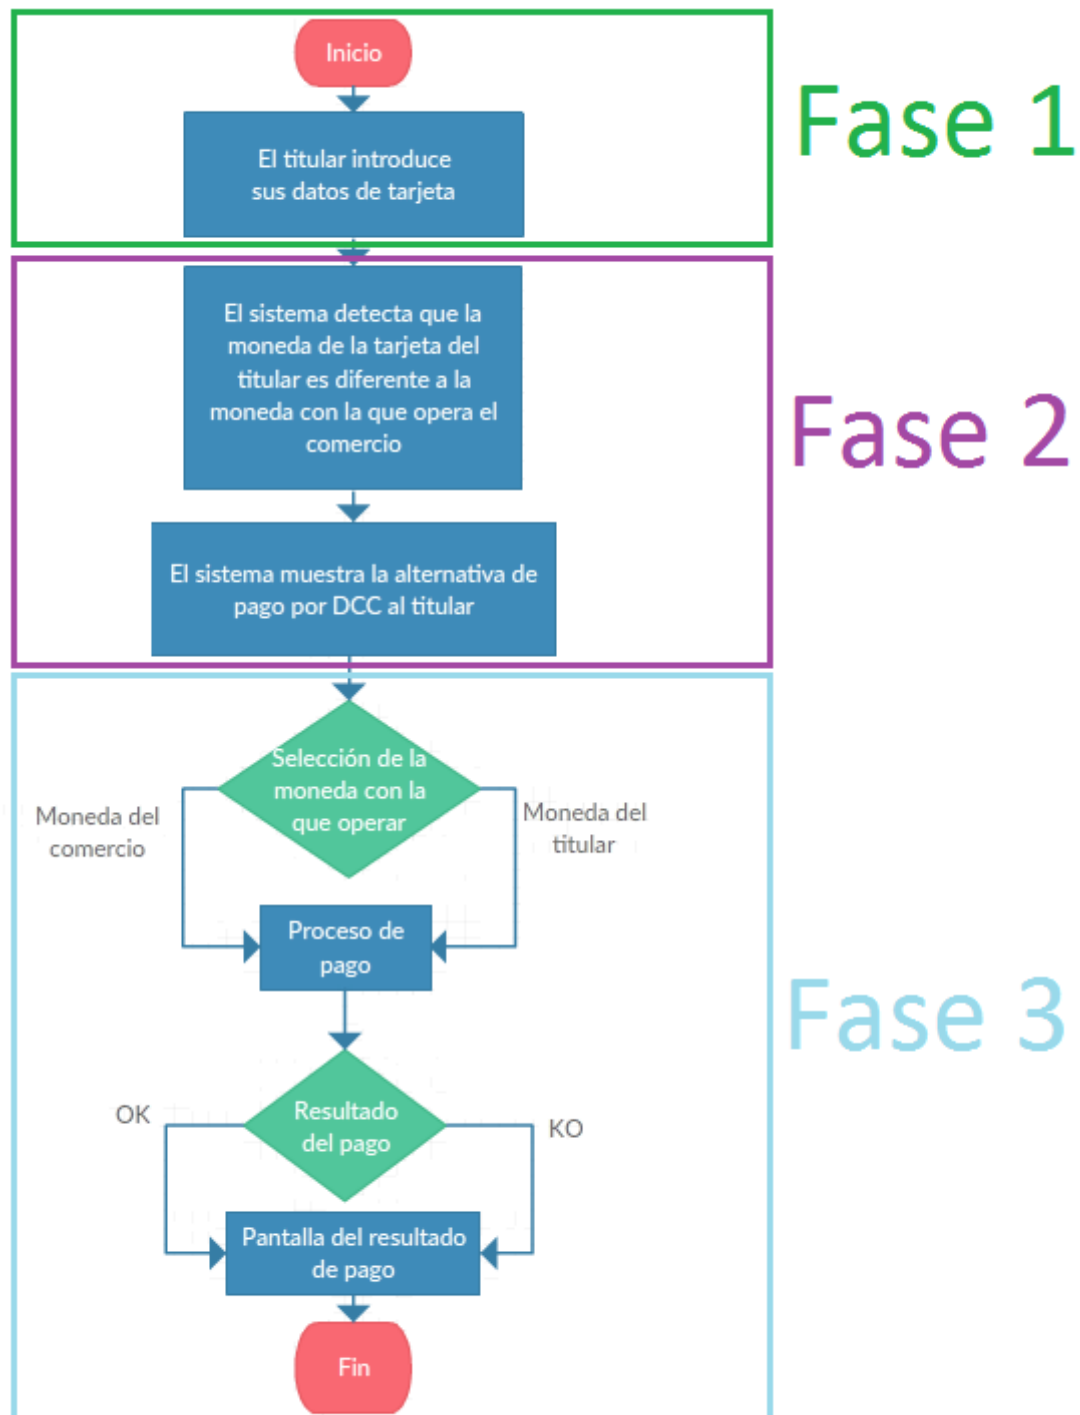 Inicio
Fase 1
El titular introduce
sus datos de tarjeta
El sistema detecta que la
moneda de la tarjeta del
titular es diferente a la
moneda con la que opera el
comercio
Fase 2
El sistema muestra la alternativa de
pago por DCC al titular
Selección de la
moneda con la
que operar
Moneda del
comercio
Moneda del
titular
Proceso de
pago
Fase 3
Resultado
del pago
OK
KO
Pantalla del resultado
de pago
Fin